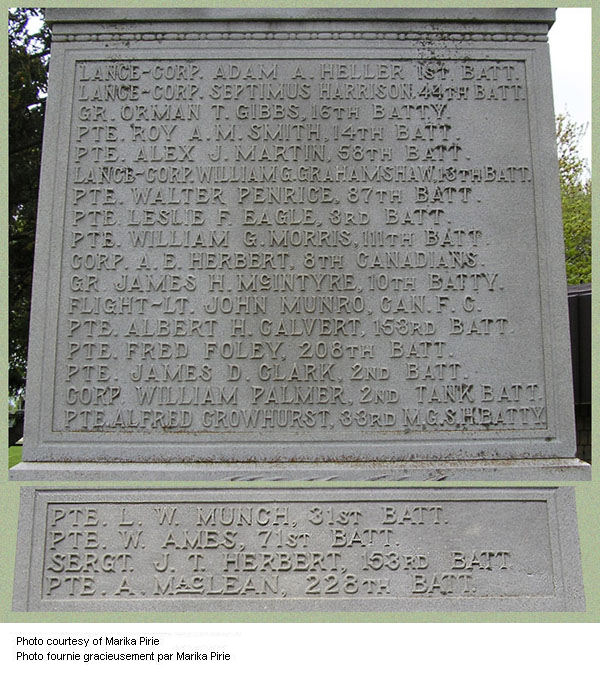 LANCE-CORP. ADAM A. HELLER 1ST. BATT.
LANCE-CORP. SEPTIMUS HARRISON. 44TH BATT.
GR. ORMAN T. GIBBS, 16TH BATTY.
PTE. ROY A. M. SMITH, 14TH BATT.
PTE. ALEX J. MARTIN, 58TH BATT.
LANCE-CORP. WILLIAM G. GRAHAMSHAW, 13TH BATT.
PTE. WALTER PENRICE, 87TH BATT.
PTE. LESLIE F. EAGLE, 3RD BATT.
PTE. WILLIAM G. MORRIS, 111TH BATT.
CORP. A. E. HERBERT, 8TH CANADIANS.
GR. JAMES H. MCINTYRE, 10TH BATTY.
FLIGHT-LT. JOHN MUNRO, CAN. F. C.
PTE. ALBERT H. CALVERT, 153RD BATT.
PTE. FRED FOLEY, 208TH BATT.
PTE. JAMES D. CLARK, 2ND BATT.
CORP. WILLIAM PALMER, 2ND TANK BATT.
PTE. ALFRED CROWHURST, 33RD M.G.S.H. BATTY
PTE. L. W. MUNCH, 31ST BATT.
PTE. W. AMES, 71ST BATT.
SERGT. J. T. HERBERT, 153RD BATT
PTE. A. MACLEAN, 228TH BATT.
Photo courtesy of Marika Pirie
Photo fournie gracieusement par Marika Pirie